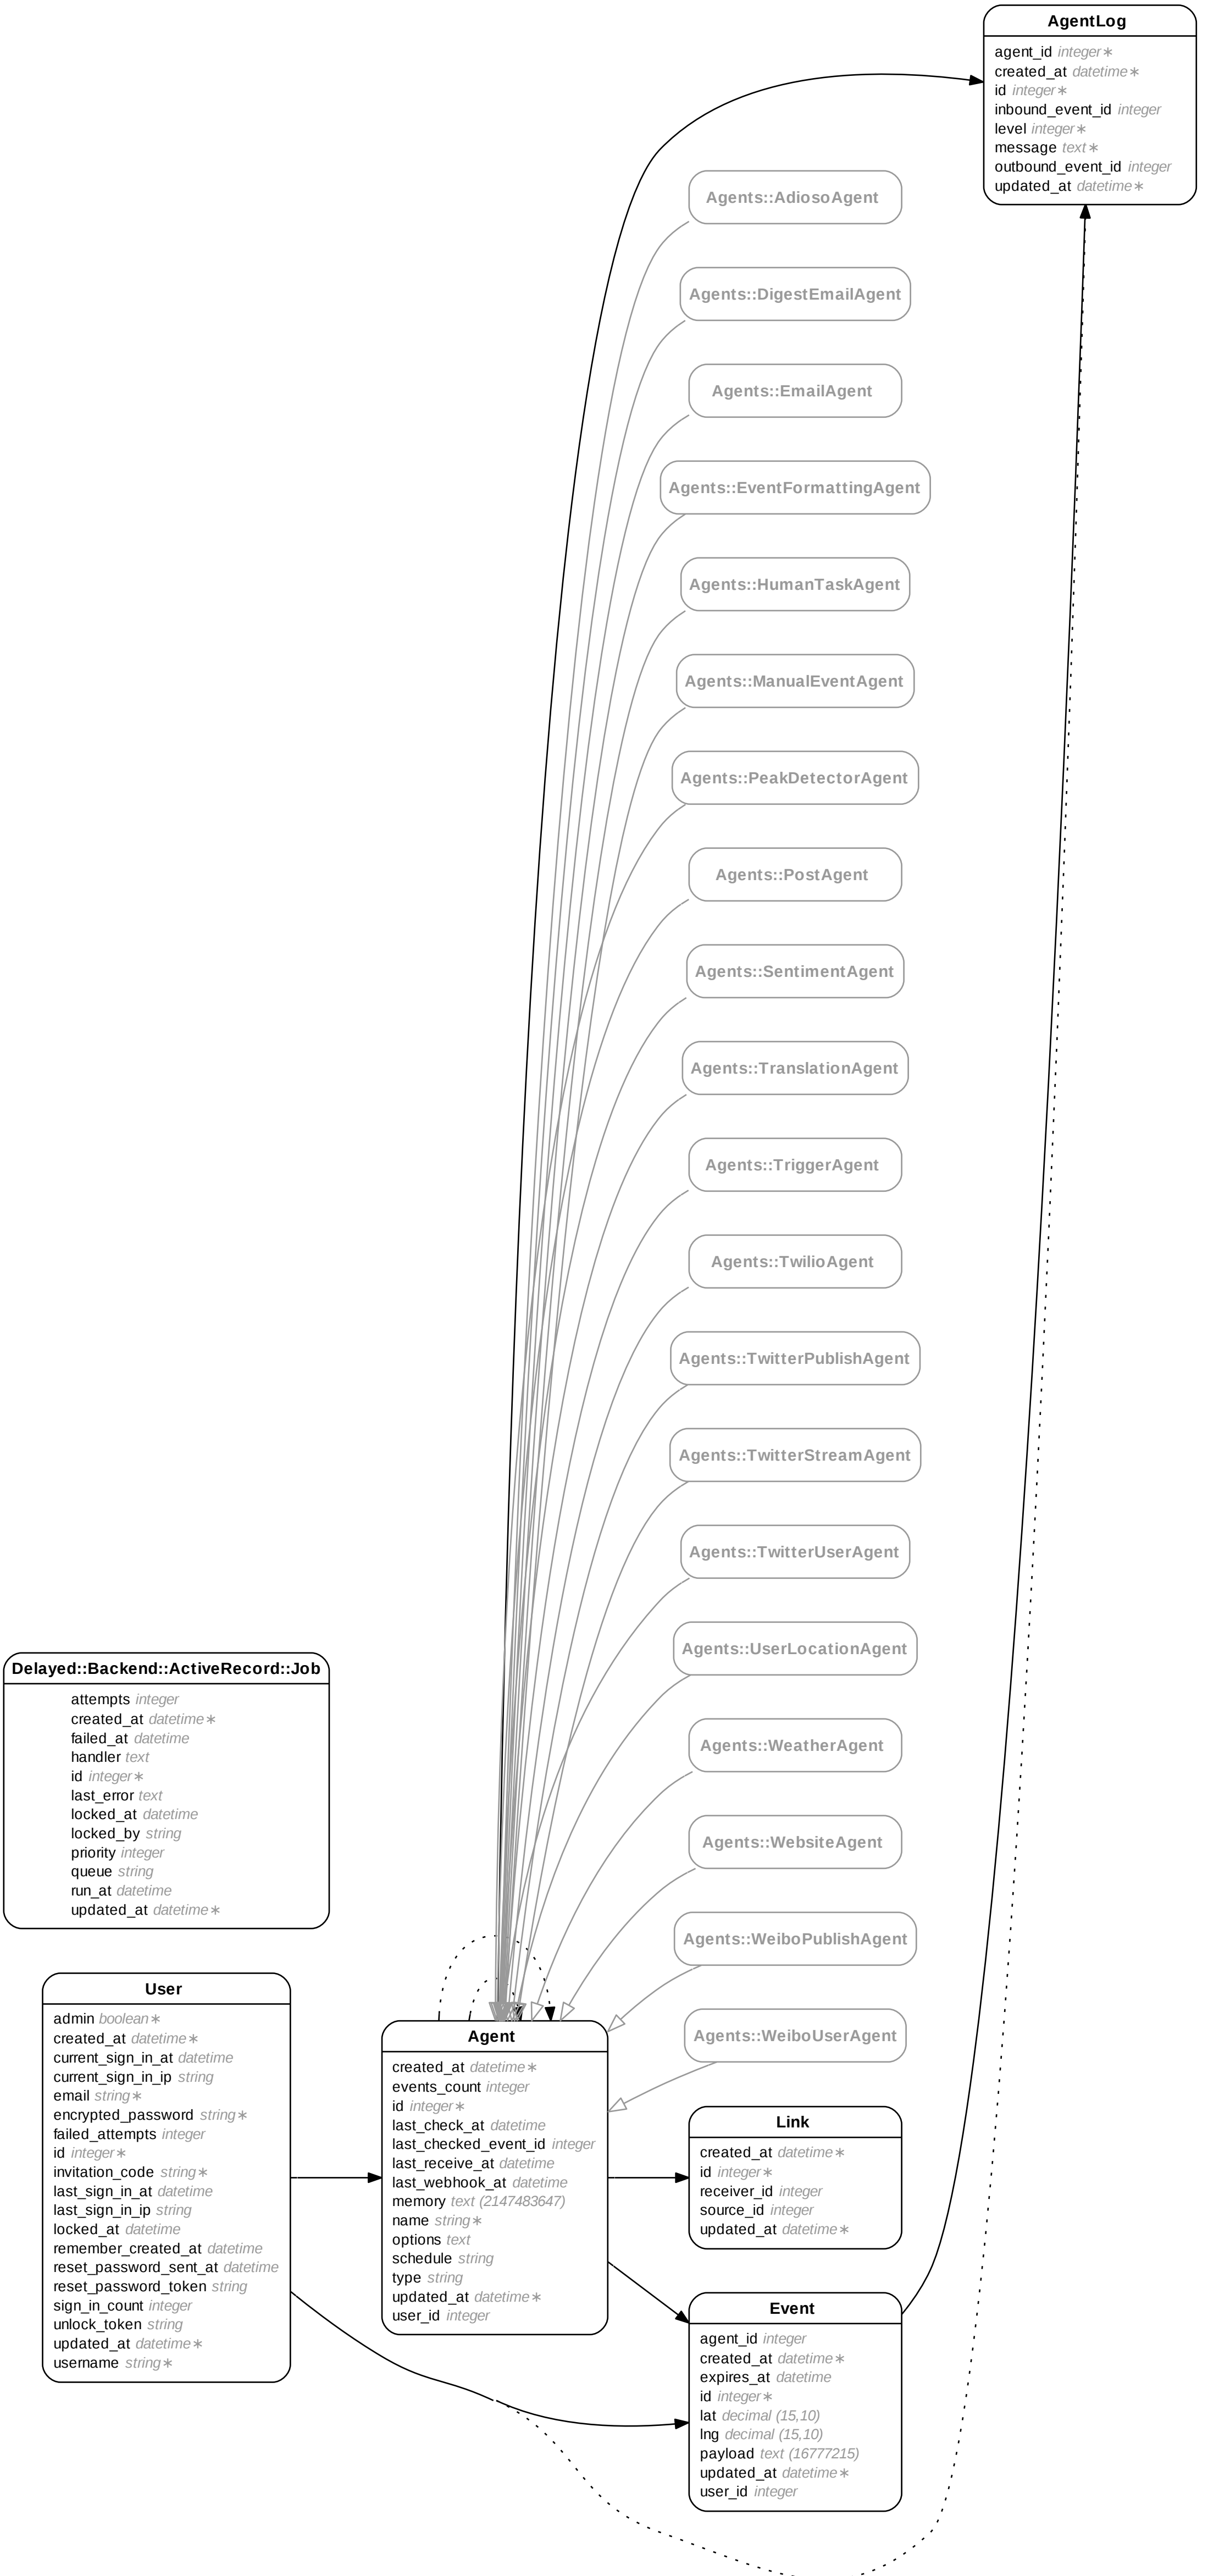 AgentLog
agent_id integer∗
created_at datetime∗
id integer∗
inbound_event_id integer
level integer∗
message text∗
outbound_event_id integer
updated_at datetime∗
Agents::AdiosoAgent
Agents::DigestEmailAgent
Agents::EmailAgent
Agents::EventFormattingAgent
Agents::HumanTaskAgent
Agents::ManualEventAgent
Agents::PeakDetectorAgent
Agents::PostAgent
Agents::SentimentAgent
Agents::TranslationAgent
Agents::TriggerAgent
Agents::TwilioAgent
Agents::TwitterPublishAgent
Agents::TwitterStreamAgent
Agents::TwitterUserAgent
Agents::UserLocationAgent
Agents::WeatherAgent
Agents::WebsiteAgent
Agents::WeiboPublishAgent
Agents::WeiboUserAgent
Delayed::Backend::ActiveRecord::Job
attempts integer
created_at datetime∗
failed_at datetime
handler text
id integer∗
last_error text
locked_at datetime
locked_by string
priority integer
queue string
run_at datetime
updated_at datetime∗
User
admin boolean∗
created_at datetime∗
current_sign_in_at datetime
current_sign_in_ip string
email string∗
encrypted_password string∗
failed_attempts integer
id integer∗
invitation_code string∗
last_sign_in_at datetime
last_sign_in_ip string
locked_at datetime
remember_created_at datetime
reset_password_sent_at datetime
reset_password_token string
sign_in_count integer
unlock_token string
updated_at datetime∗
username string∗
Agent
created_at datetime∗
events_count integer
id integer∗
last_check_at datetime
last_checked_event_id integer
last_receive_at datetime
last_webhook_at datetime
memory text (2147483647)
name string∗
options text
schedule string
type string
updated_at datetime∗
user_id integer
Link
created_at datetime∗
id integer∗
receiver_id integer
source_id integer
updated_at datetime∗
Event
agent_id integer
created_at datetime∗
expires_at datetime
id integer∗
lat decimal (15,10)
lng decimal (15,10)
payload text (16777215)
updated_at datetime∗
user_id integer